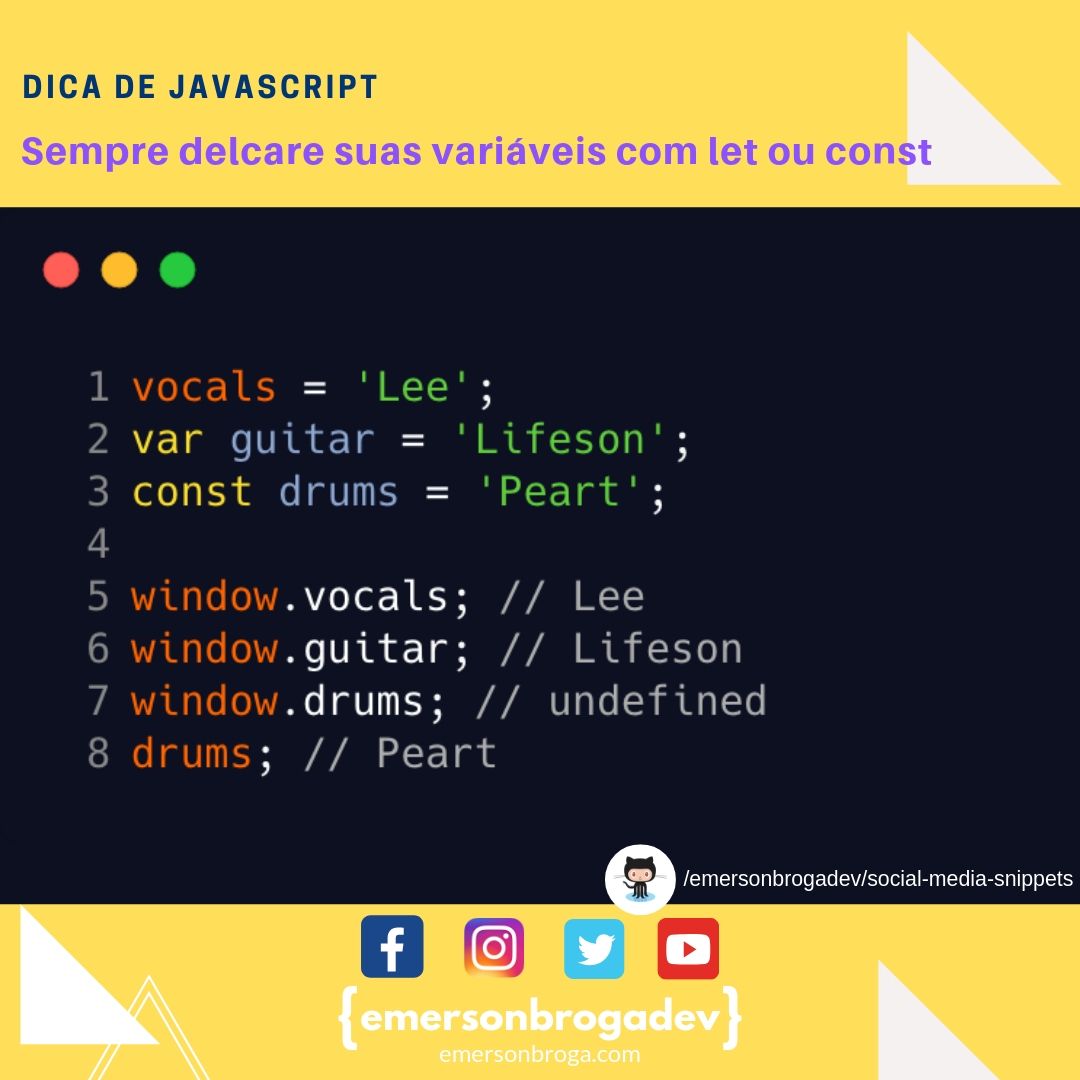 DICA DE JAVASCRIPT
Sempre delcare suas variáveis com let ou const
1 vocals = 'Lee';
2 var guitar = 'Lifeson';
3 const drums = 'Peart';
4
5 window.vocals; // Lee
6 window.guitar; // Lifeson
7 window.drums; // undefined
8 drums; // Peart
/emersonbrogadev/social-media-snippets
{emersonbrogadev}
emersonbroga.com